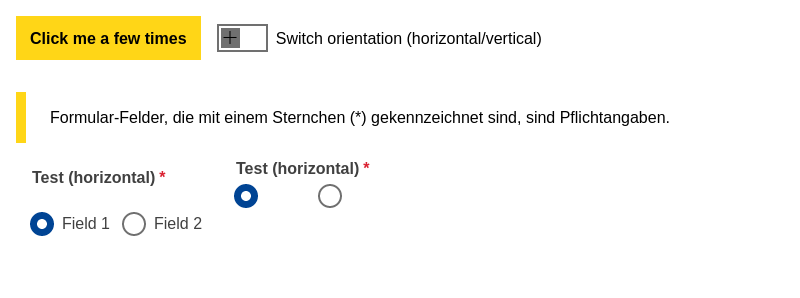 Click me a few times
Switch orientation (horizontal/vertical)
Formular-Felder, die mit einem Sternchen (*) gekennzeichnet sind, sind Pflichtangaben.
Test (horizontal) *
Field 1 Field 2
Test (horizontal) *